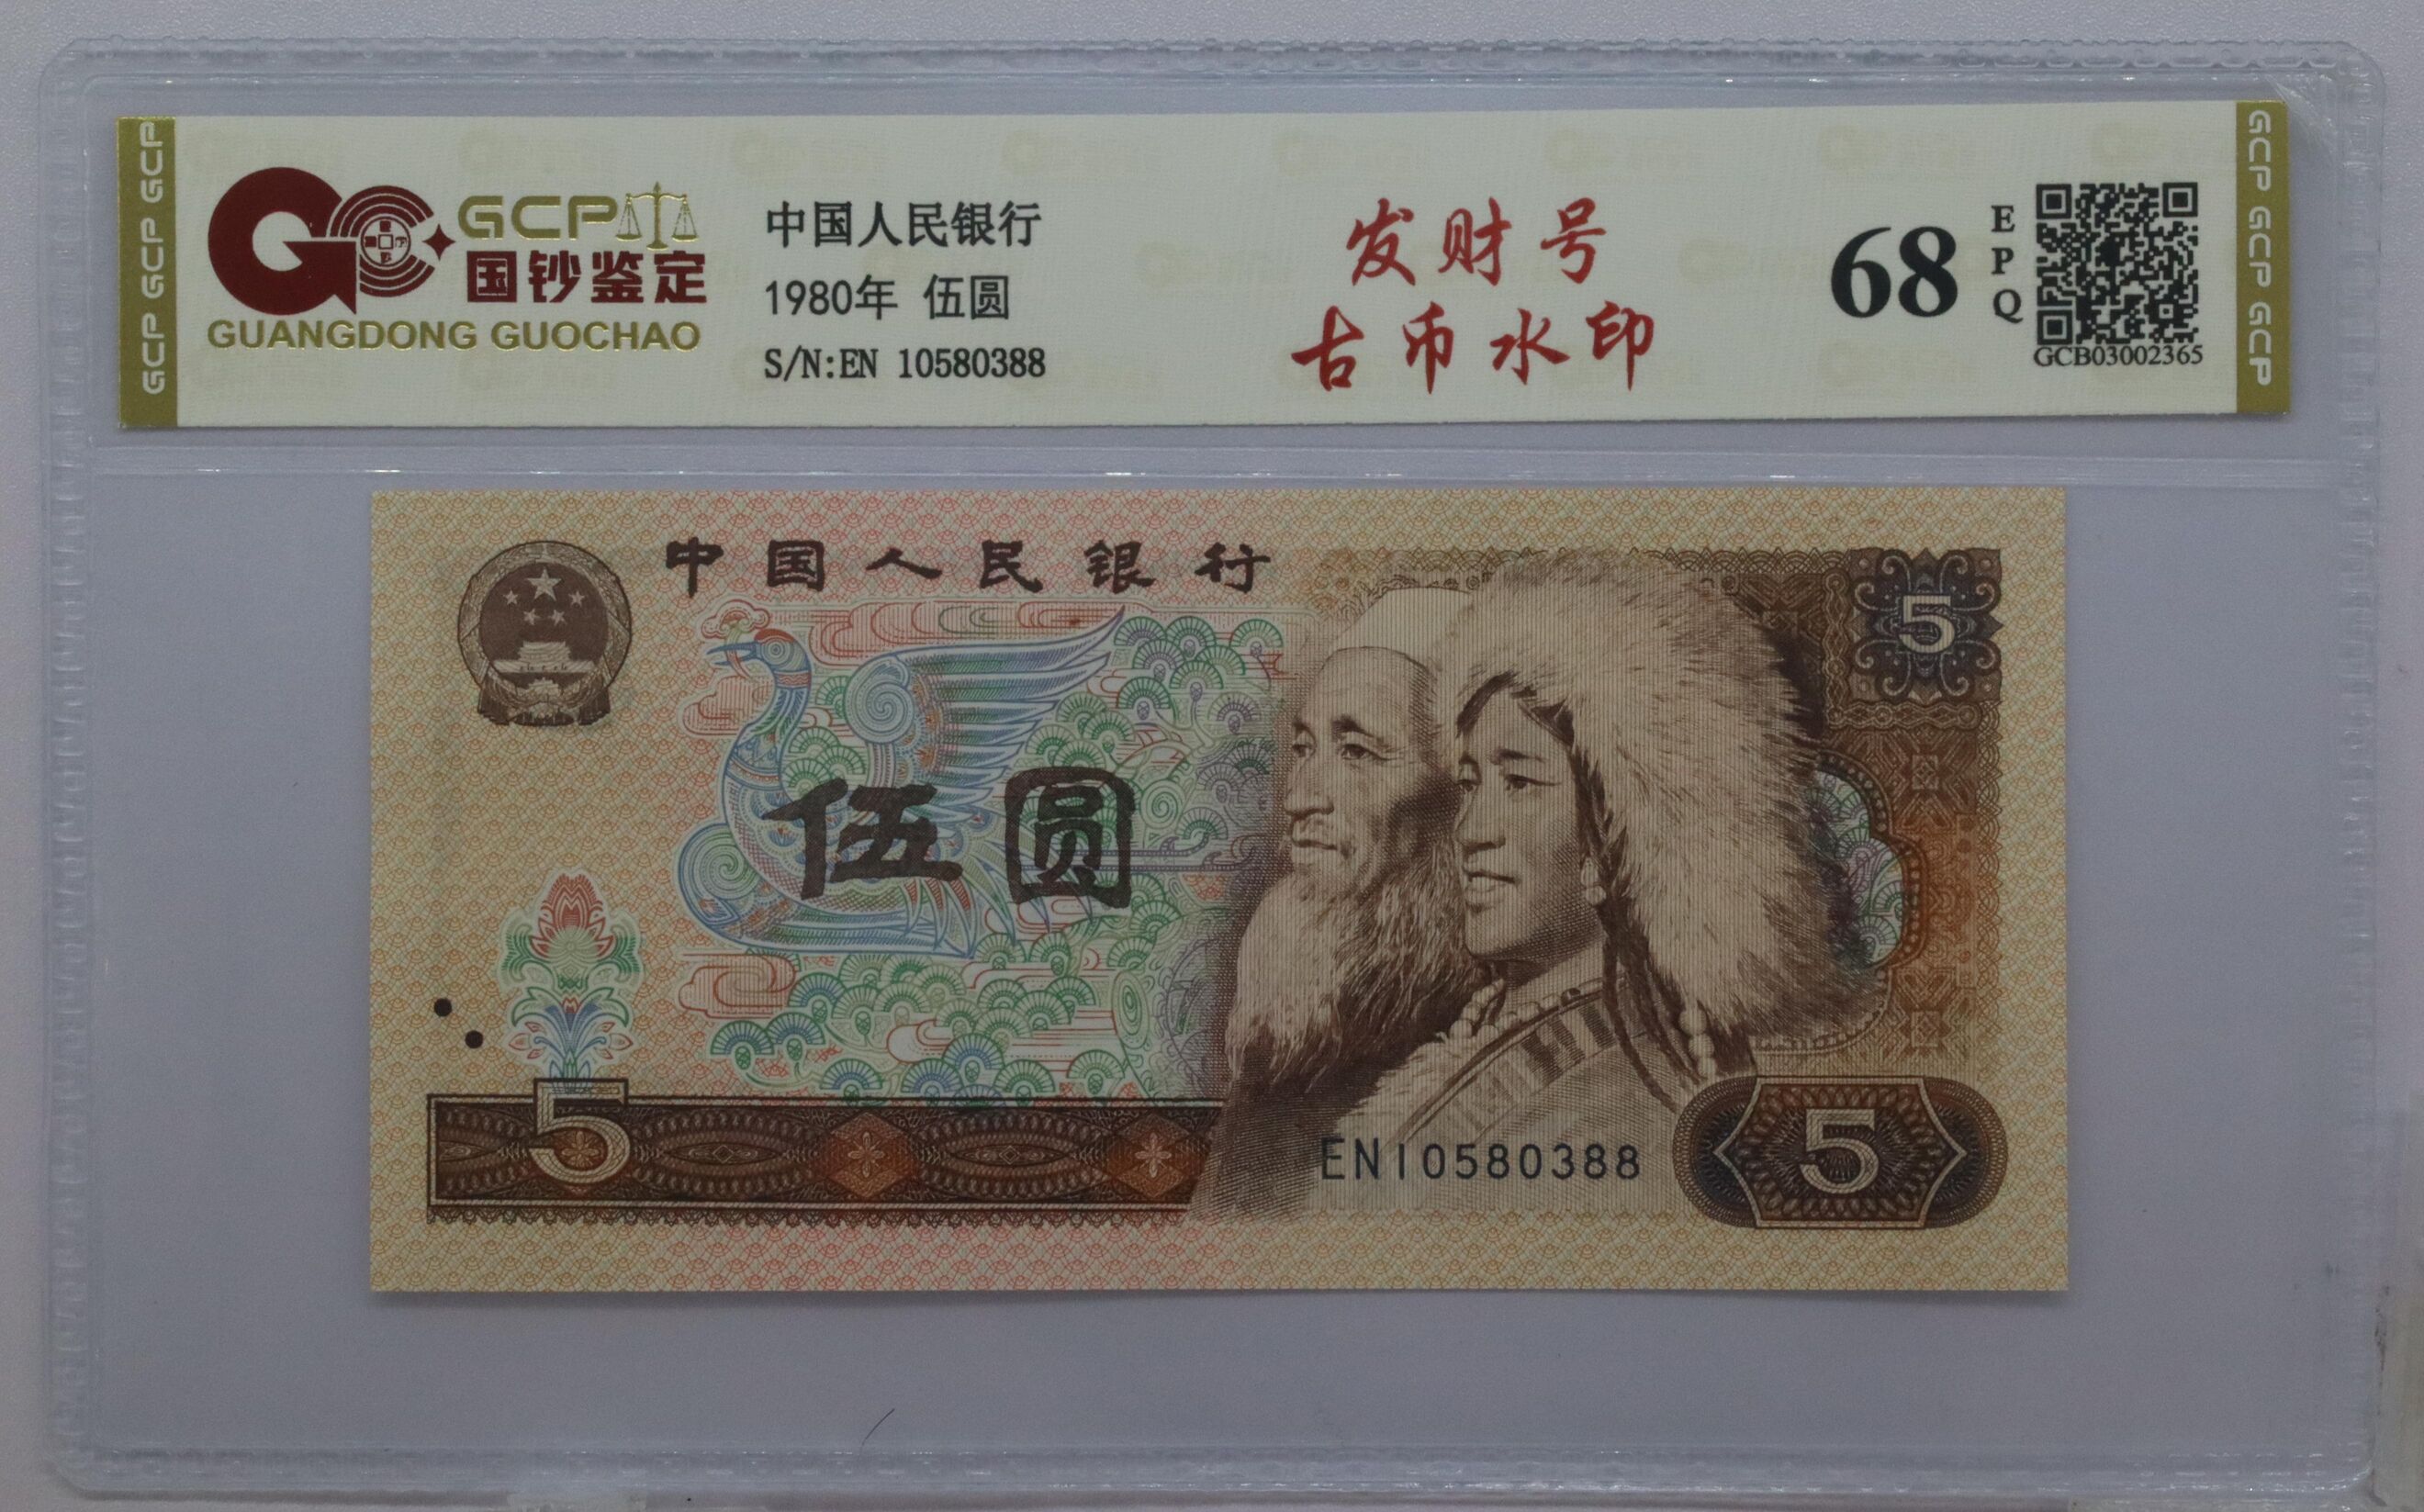 GCP GCP GCP
GCP
国钞鉴定
GUANGDONG GUOCHAO
中国人民银行
1980年 伍圆
S/N:EN 10580388
发财号
古币水印
68
EPQ
GCB03002365
GCP GCP GCP
中国人民银行
5
伍圆
5
EN10580388
5